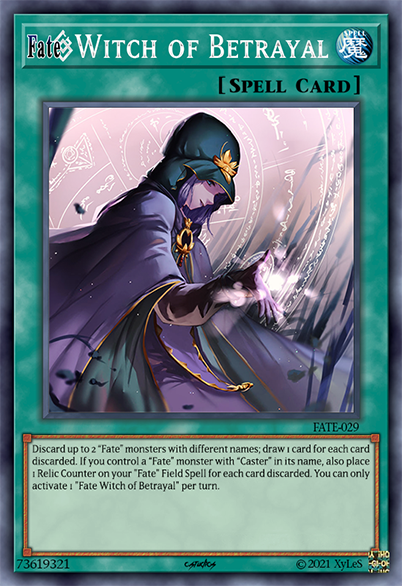 Fate Witch of Betrayal 魔
[Spell Card]
FATE-029
Discard up to 2 "Fate" monsters with different names; draw 1 card for each card
discarded. If you control a "Fate" monster with "Caster" in its name, also place
1 Relic Counter on your "Fate" Field Spell for each card discarded. You can only
activate 1 "Fate Witch of Betrayal" per turn.
73619321
©2021 XyLeS